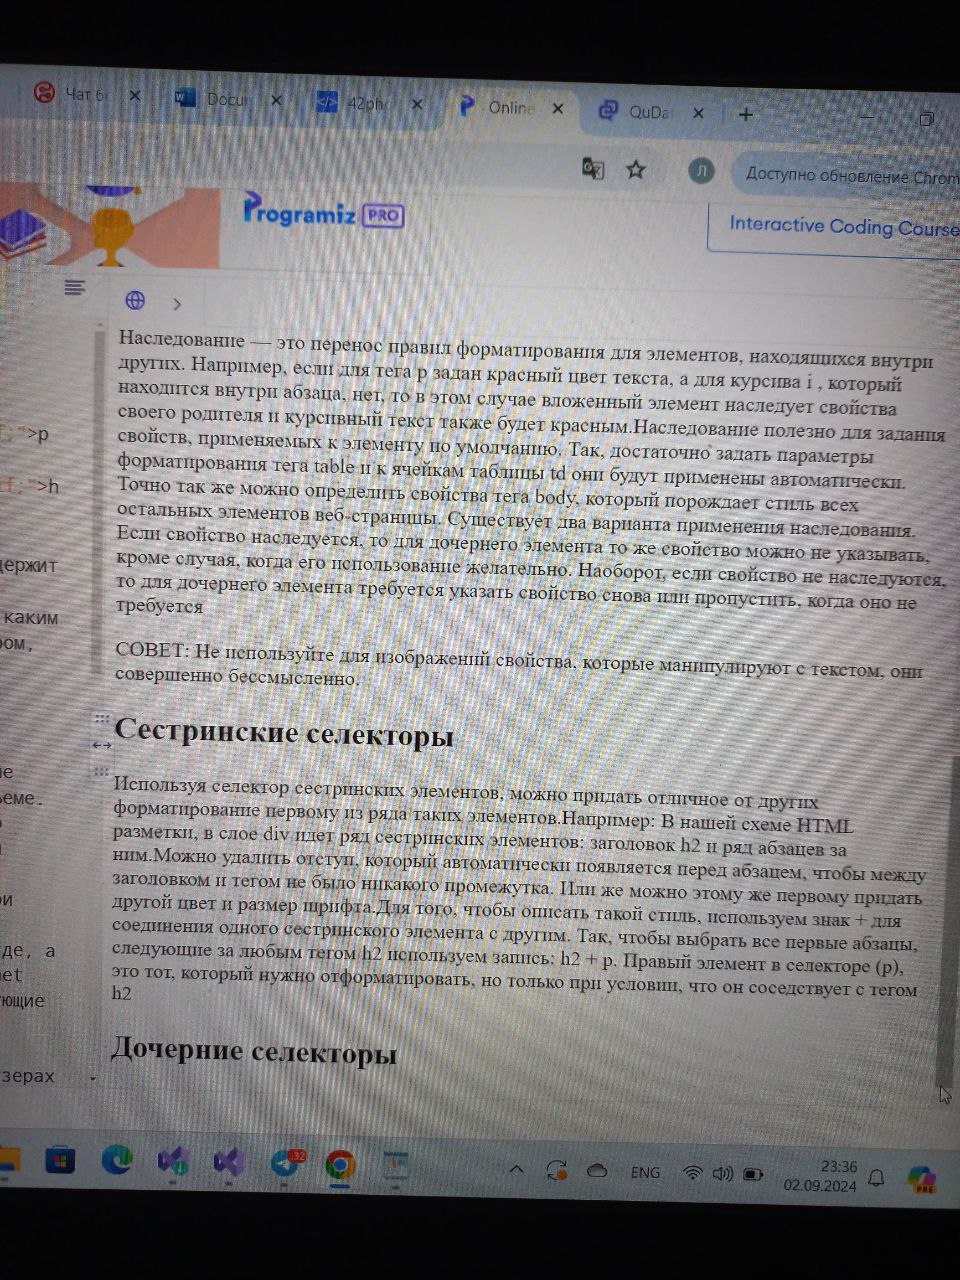 Чат б
Docu
42ph
Online
QuDa
Л
Доступно обновление Chrom
Programiz PRO
Interactive Coding Course
Наследование — это перенос правил форматирования для элементов, находящихся внутри
других. Например, если для тега p задан красный цвет текста, а для курсива i , который
находится внутри абзаца, нет, то в этом случае вложенный элемент наследует свойства
своего родителя и курсивный текст также будет красным.Наследование полезно для задания
свойств, применяемых к элементу по умолчанию. Так, достаточно задать параметры
форматирования тега table и к ячейкам таблицы td они будут применены автоматически.
Точно так же можно определить свойства тега body, который порождает стиль всех
остальных элементов веб-страницы. Существует два варианта применения наследования.
Если свойство наследуется, то для дочернего элемента то же свойство можно не указывать,
кроме случая, когда его использование желательно. Наоборот, если свойство не наследуются,
то для дочернего элемента требуется указать свойство снова или пропустить, когда оно не
требуется
СОВЕТ: Не используйте для изображений свойства, которые манипулируют с текстом, они
совершенно бессмысленно.
Сестринские селекторы
Используя селектор сестринских элементов, можно придать отличное от других
форматирование первому из ряда таких элементов.Например: В нашей схеме HTML
разметки, в слое div идет ряд сестринских элементов: заголовок h2 и ряд абзацев за
ним.Можно удалить отступ, который автоматически появляется перед абзацем, чтобы между
заголовком и тегом не было никакого промежутка. Или же можно этому же первому придать
другой цвет и размер шрифта.Для того, чтобы описать такой стиль, используем знак + для
соединения одного сестринского элемента с другим. Так, чтобы выбрать все первые абзацы,
следующие за любым тегом h2 используем запись: h2 + p. Правый элемент в селекторе (p),
это тот, который нужно отформатировать, но только при условии, что он соседствует с тегом
h2
Дочерние селекторы
;">p
f;">h
держит
каким
ром,
ие
ьеме.
ри
де, а
ующие
зерах
32
ENG
23:36
02.09.2024
PRE